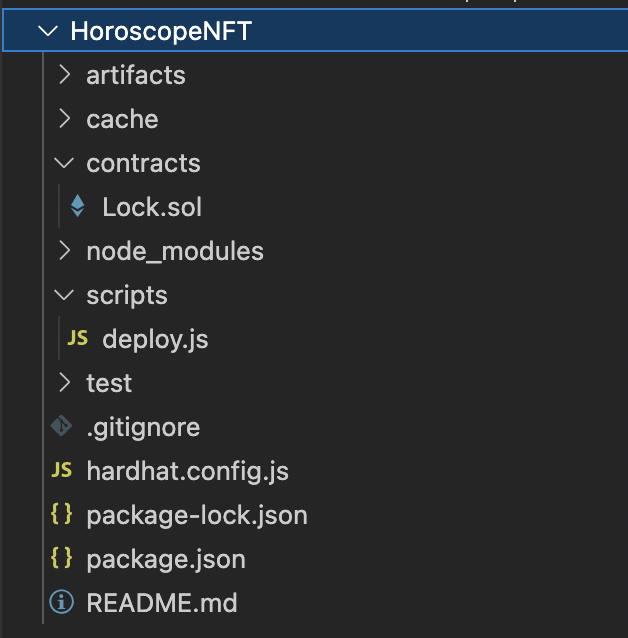 HoroscopeNFT
artifacts
cache
contracts
Lock.sol
node_modules
scripts
JS deploy.js
test
.gitignore
JS hardhat.config.js
{} package-lock.json
{} package.json
README.md